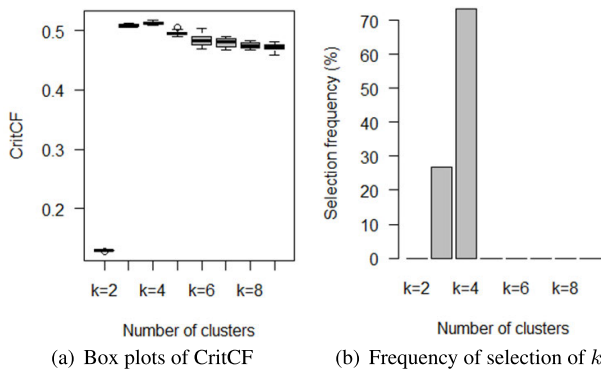 CritCF
0.5
0.4
0.3
0.2
k=2 k=4 k=6 k=8
Number of clusters
(a) Box plots of CritCF
Selection frequency (%)
70
60
50
40
30
20
10
0
k=2 k=4 k=6 k=8
Number of clusters
(b) Frequency of selection of k